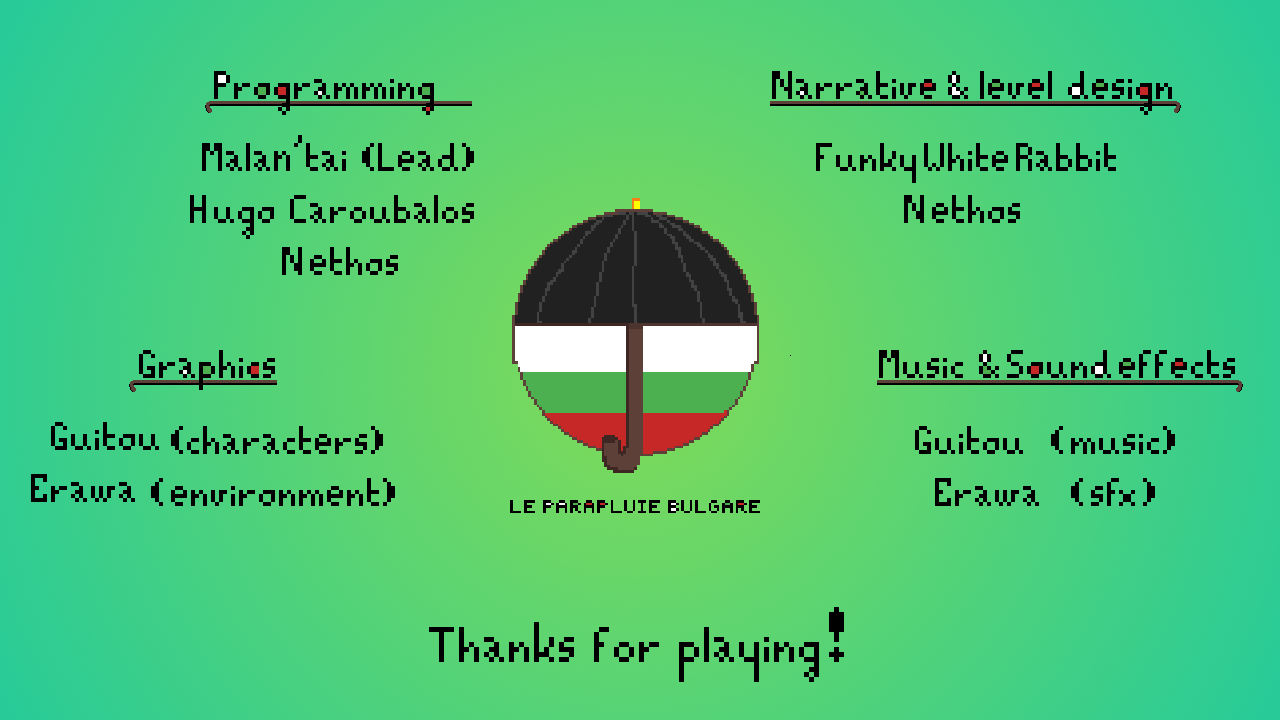 Programming
Malan'tai (Lead)
Hugo Caroubalos
Nethos
Narrative & level design
FunkyWhiteRabbit
Nethos
Graphics
Guitou (characters)
Erawa (environment)
Music & Sound effects
Guitou (music)
Erawa (sfx)
LE PARAPLUIE BULGARE
Thanks for playing!